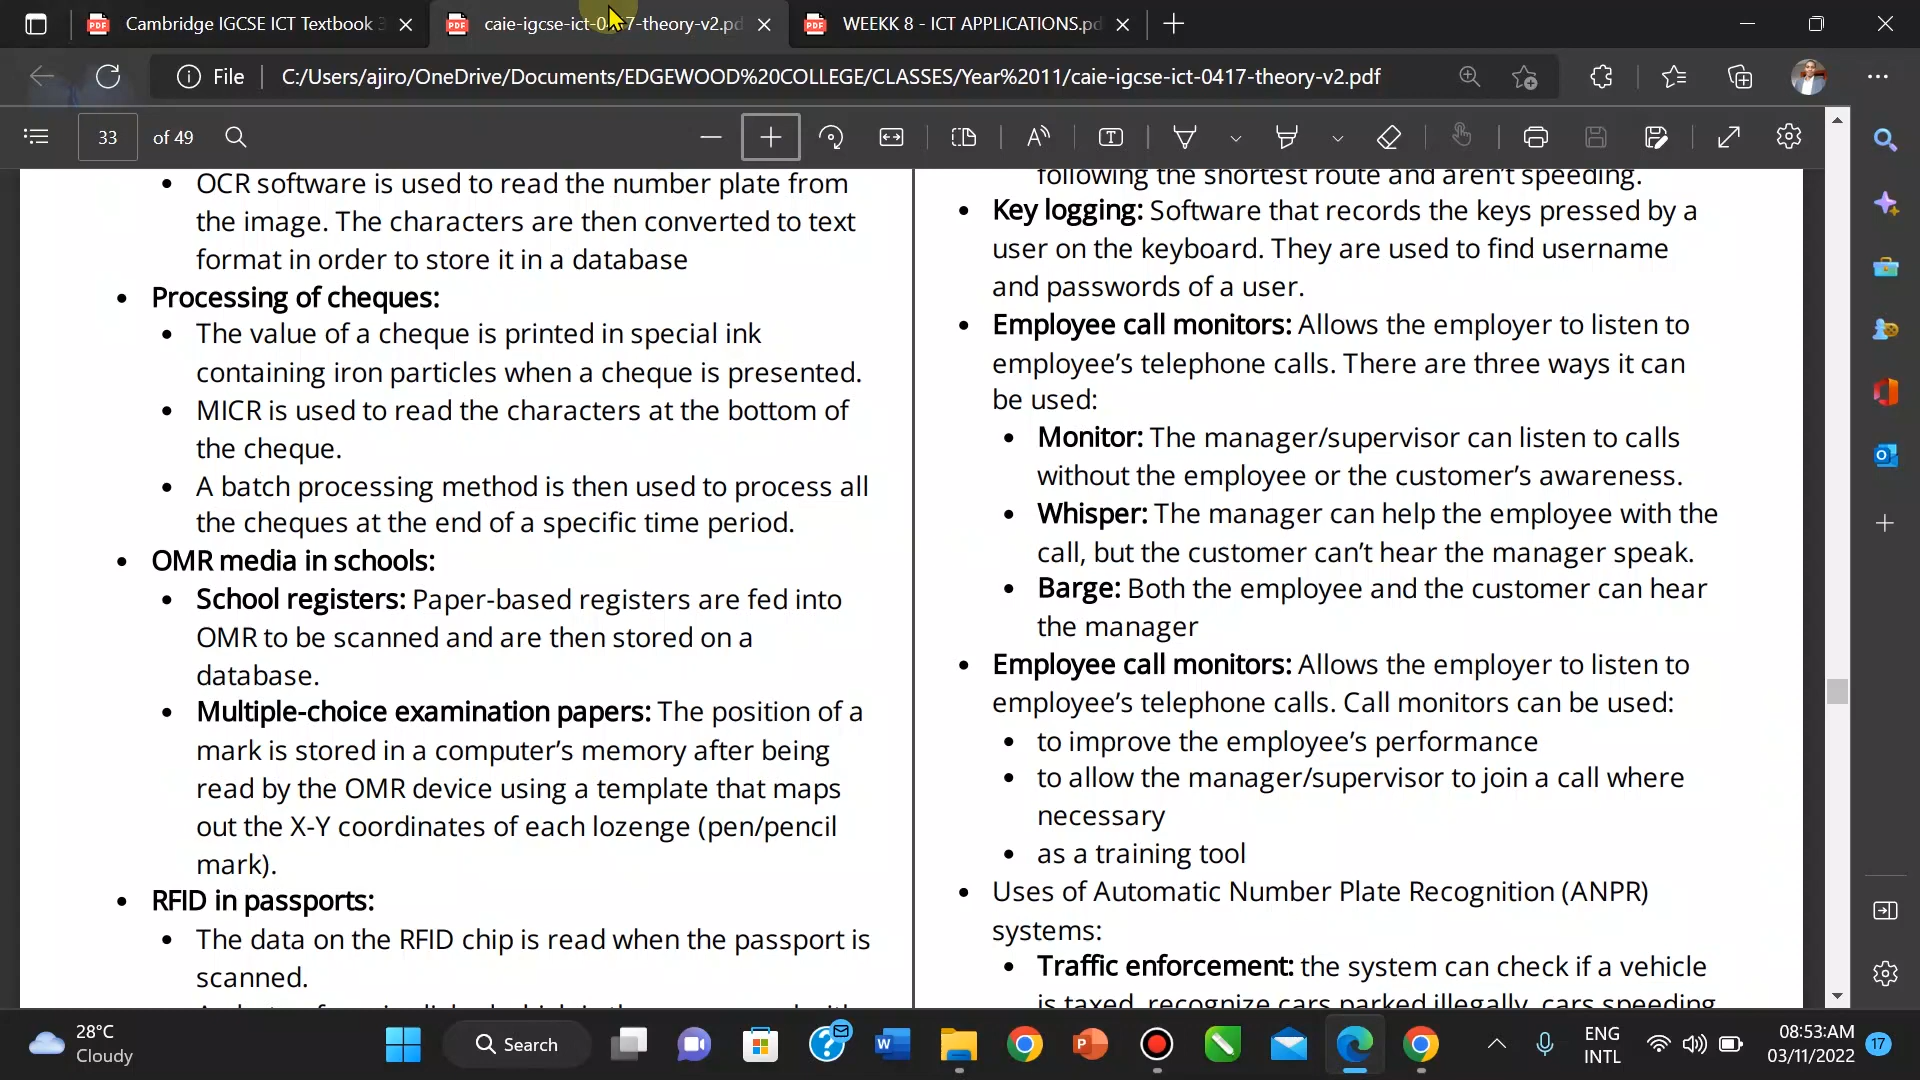 Cambridge IGCSE ICT Textbook 3
caie-igcse-ict-0417-theory-v2.pd
WEEKK 8 - ICT APPLICATIONS.pd
File
C:/Users/ajiro/OneDrive/Documents/EDGEWOOD%20COLLEGE/CLASSES/Year%2011/caie-igcse-ict-0417-theory-v2.pdf
33 of 49
• OCR software is used to read the number plate from
the image. The characters are then converted to text
format in order to store it in a database
• Processing of cheques:
• The value of a cheque is printed in special ink
containing iron particles when a cheque is presented.
• MICR is used to read the characters at the bottom of
the cheque.
• A batch processing method is then used to process all
the cheques at the end of a specific time period.
• OMR media in schools:
• School registers: Paper-based registers are fed into
OMR to be scanned and are then stored on a
database.
• Multiple-choice examination papers: The position of a
mark is stored in a computer's memory after being
read by the OMR device using a template that maps
out the X-Y coordinates of each lozenge (pen/pencil
mark).
• RFID in passports:
• The data on the RFID chip is read when the passport is
scanned.
following the shortest route and aren't speeding.
• Key logging: Software that records the keys pressed by a
user on the keyboard. They are used to find username
and passwords of a user.
• Employee call monitors: Allows the employer to listen to
employee's telephone calls. There are three ways it can
be used:
• Monitor: The manager/supervisor can listen to calls
without the employee or the customer's awareness.
• Whisper: The manager can help the employee with the
call, but the customer can't hear the manager speak.
• Barge: Both the employee and the customer can hear
the manager
• Employee call monitors: Allows the employer to listen to
employee's telephone calls. Call monitors can be used:
• to improve the employee's performance
• to allow the manager/supervisor to join a call where
necessary
• as a training tool
• Uses of Automatic Number Plate Recognition (ANPR)
systems:
• Traffic enforcement: the system can check if a vehicle
is taxed, recognize cars parked illegally, cars speeding
28°C
Cloudy
Search
ENG
INTL
08:53:AM
03/11/2022
17